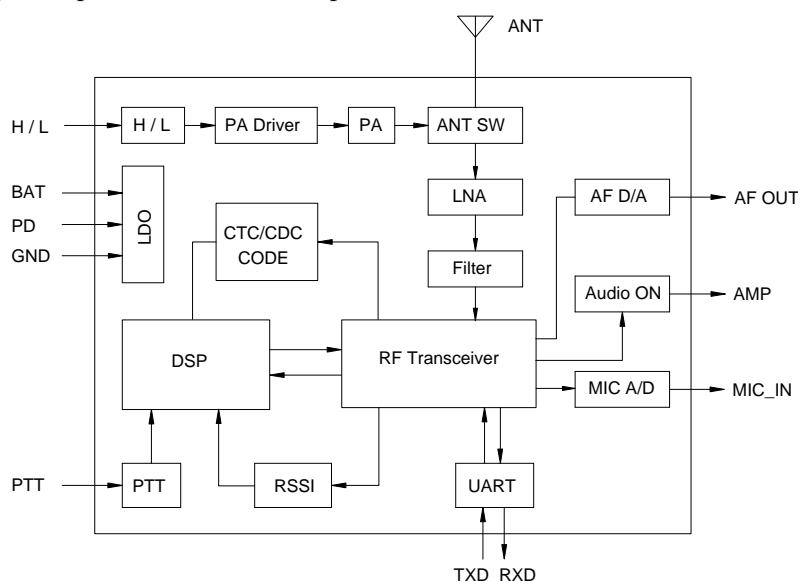 ANT
H / L
H / L
PA Driver
PA
ANT SW
BAT
PD
GND
LDO
LNA
AF D/A
AF OUT
CTC/CDC
CODE
Filter
Audio ON
AMP
DSP
RF Transceiver
MIC A/D
MIC_IN
PTT
PTT
RSSI
UART
TXD RXD